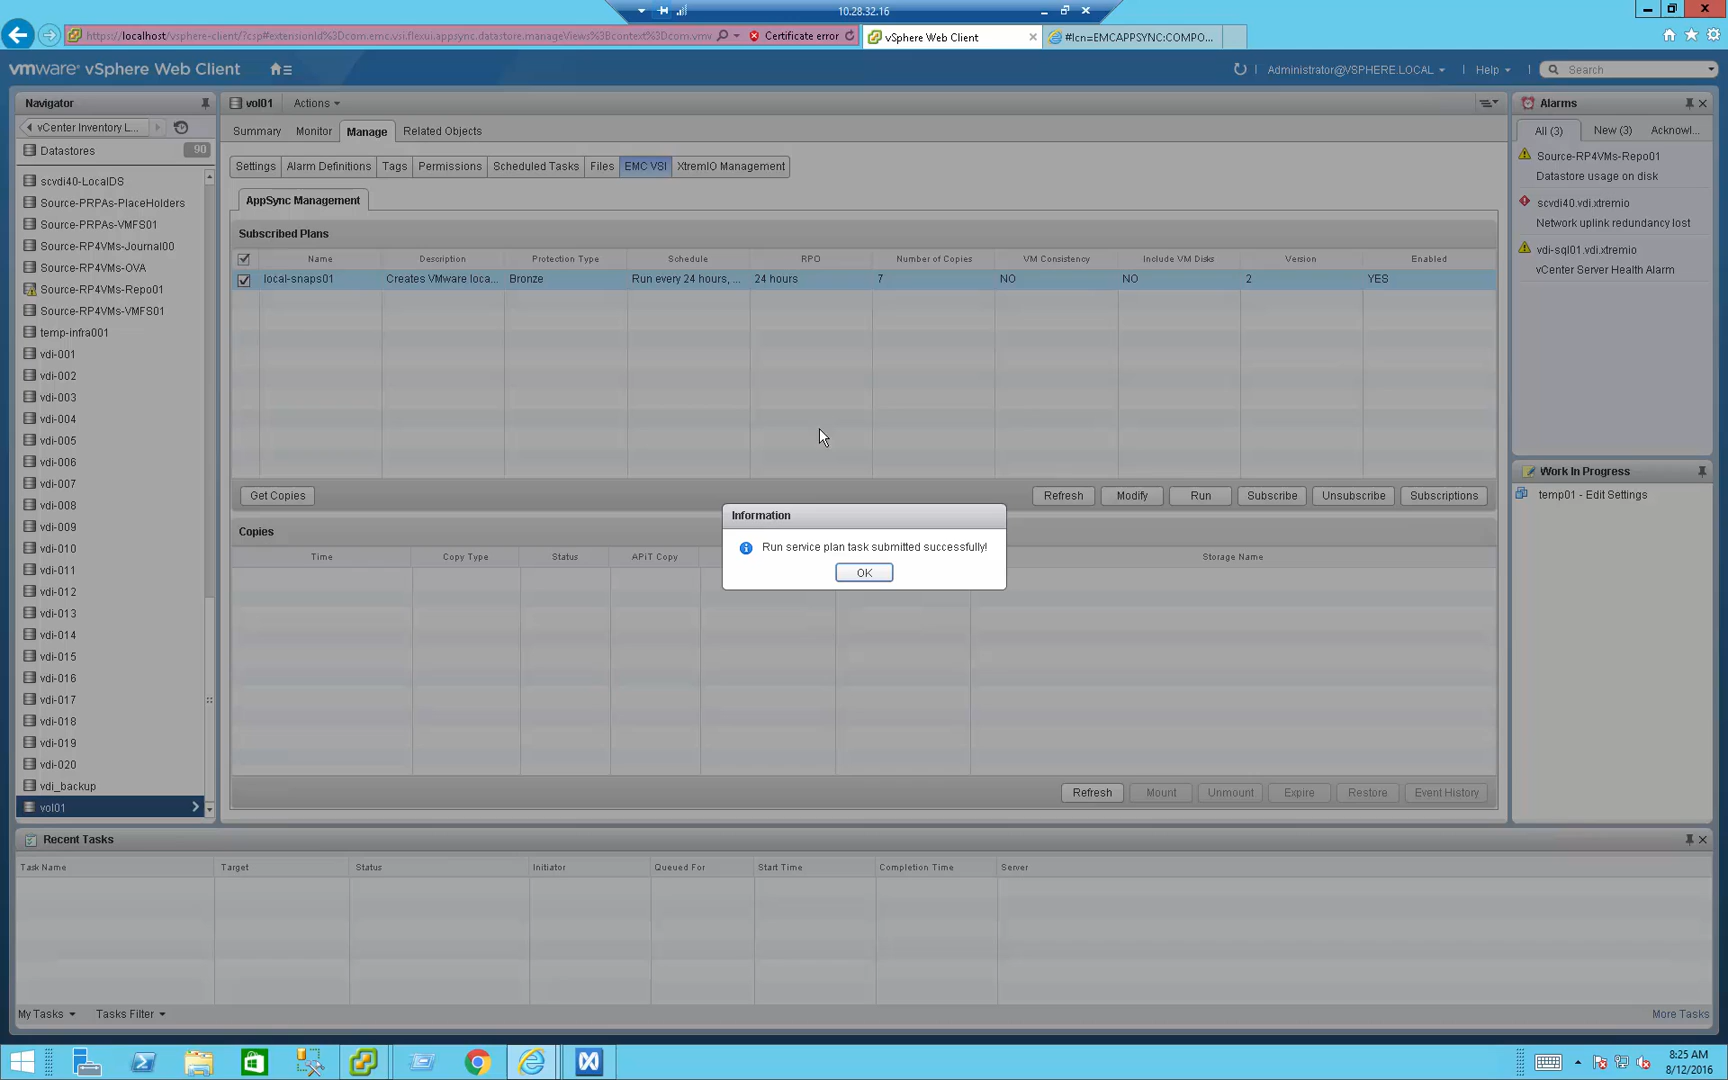 10.28.32.16
https://localhost/vsphere-client/?csp#extensionId%3Dcom.emc.vsi.flexui.appsync.datastore.manageViews%3Bcontext%3Dcom.vmw
Certificate error
vSphere Web Client
#lcn=EMCAPPSYNC:COMPO...
vmware® vSphere Web Client
Administrator@VSPHERE.LOCAL
Help
Search
Navigator
vCenter Inventory L...
Datastores
90
scvdi40-LocalDS
Source-PRPAs-PlaceHolders
Source-PRPAs-VMFS01
Source-RP4VMs-Journal00
Source-RP4VMs-OVA
Source-RP4VMs-Repo01
Source-RP4VMs-VMFS01
temp-infra001
vdi-001
vdi-002
vdi-003
vdi-004
vdi-005
vdi-006
vdi-007
vdi-008
vdi-009
vdi-010
vdi-011
vdi-012
vdi-013
vdi-014
vdi-015
vdi-016
vdi-017
vdi-018
vdi-019
vdi-020
vdi_backup
vol01
vol01
Actions
Summary
Monitor
Manage
Related Objects
Settings
Alarm Definitions
Tags
Permissions
Scheduled Tasks
Files
EMC VSI
XtremIO Management
AppSync Management
Subscribed Plans
Name Description Protection Type Schedule RPO Number of Copies VM Consistency Include VM Disks Version Enabled
local-snaps01 Creates VMware loca... Bronze Run every 24 hours, ... 24 hours 7 NO NO 2 YES
Get Copies
Refresh
Modify
Run
Subscribe
Unsubscribe
Subscriptions
Copies
Time Copy Type Status APiT Copy Storage Name
Information
Run service plan task submitted successfully!
OK
Refresh
Mount
Unmount
Expire
Restore
Event History
Alarms
All (3)
New (3)
Acknowl...
Source-RP4VMs-Repo01
Datastore usage on disk
scvdi40.vdi.xtremio
Network uplink redundancy lost
vdi-sql01.vdi.xtremio
vCenter Server Health Alarm
Work In Progress
temp01 - Edit Settings
Recent Tasks
Task Name Target Status Initiator Queued For Start Time Completion Time Server
My Tasks
Tasks Filter
More Tasks
8:25 AM
8/12/2016